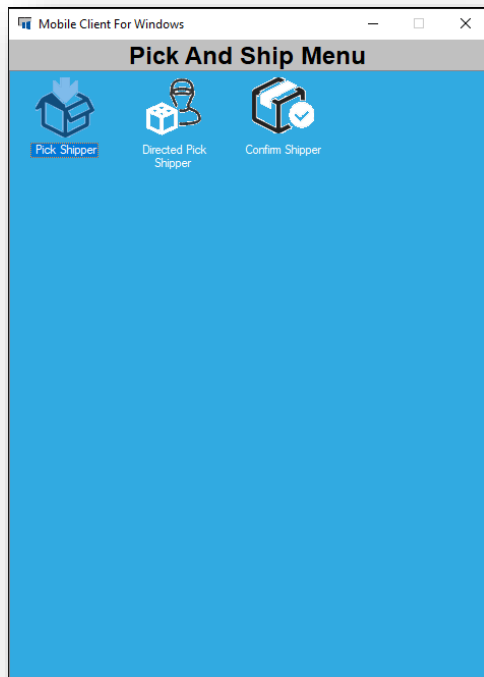 Mobile Client For Windows
Pick And Ship Menu
Pick Shipper
Directed Pick
Shipper
Confirm Shipper